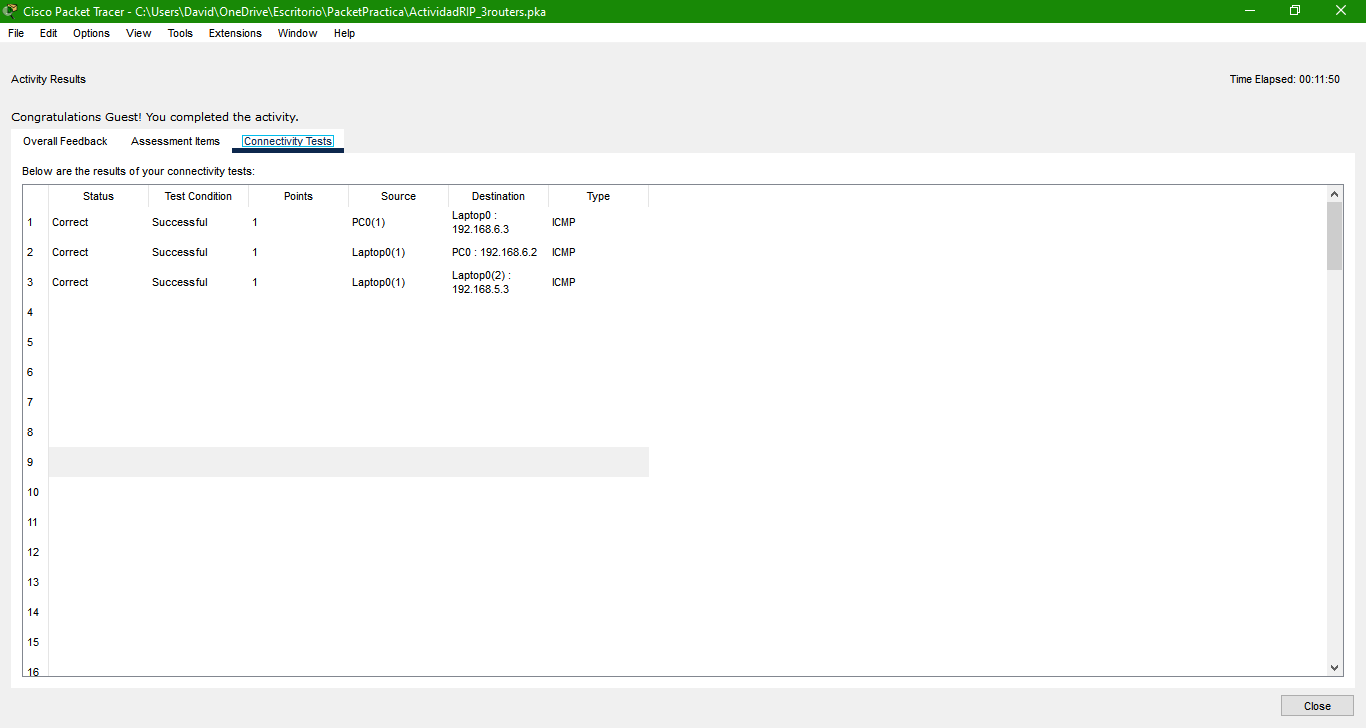 Cisco Packet Tracer - C:\Users\David\OneDrive\Escritorio\PacketPractica\ActividadRIP_3routers.pka
File Edit Options View Tools Extensions Window Help
Activity Results
Time Elapsed: 00:11:50
Congratulations Guest! You completed the activity.
Overall Feedback Assessment Items Connectivity Tests
Below are the results of your connectivity tests:
Status Test Condition Points Source Destination Type
1 Correct Successful 1 PC0(1) Laptop0 : 192.168.6.3 ICMP
2 Correct Successful 1 Laptop0(1) PC0 : 192.168.6.2 ICMP
3 Correct Successful 1 Laptop0(1) Laptop0(2) : 192.168.5.3 ICMP
4
5
6
7
8
9
10
11
12
13
14
15
16
Close